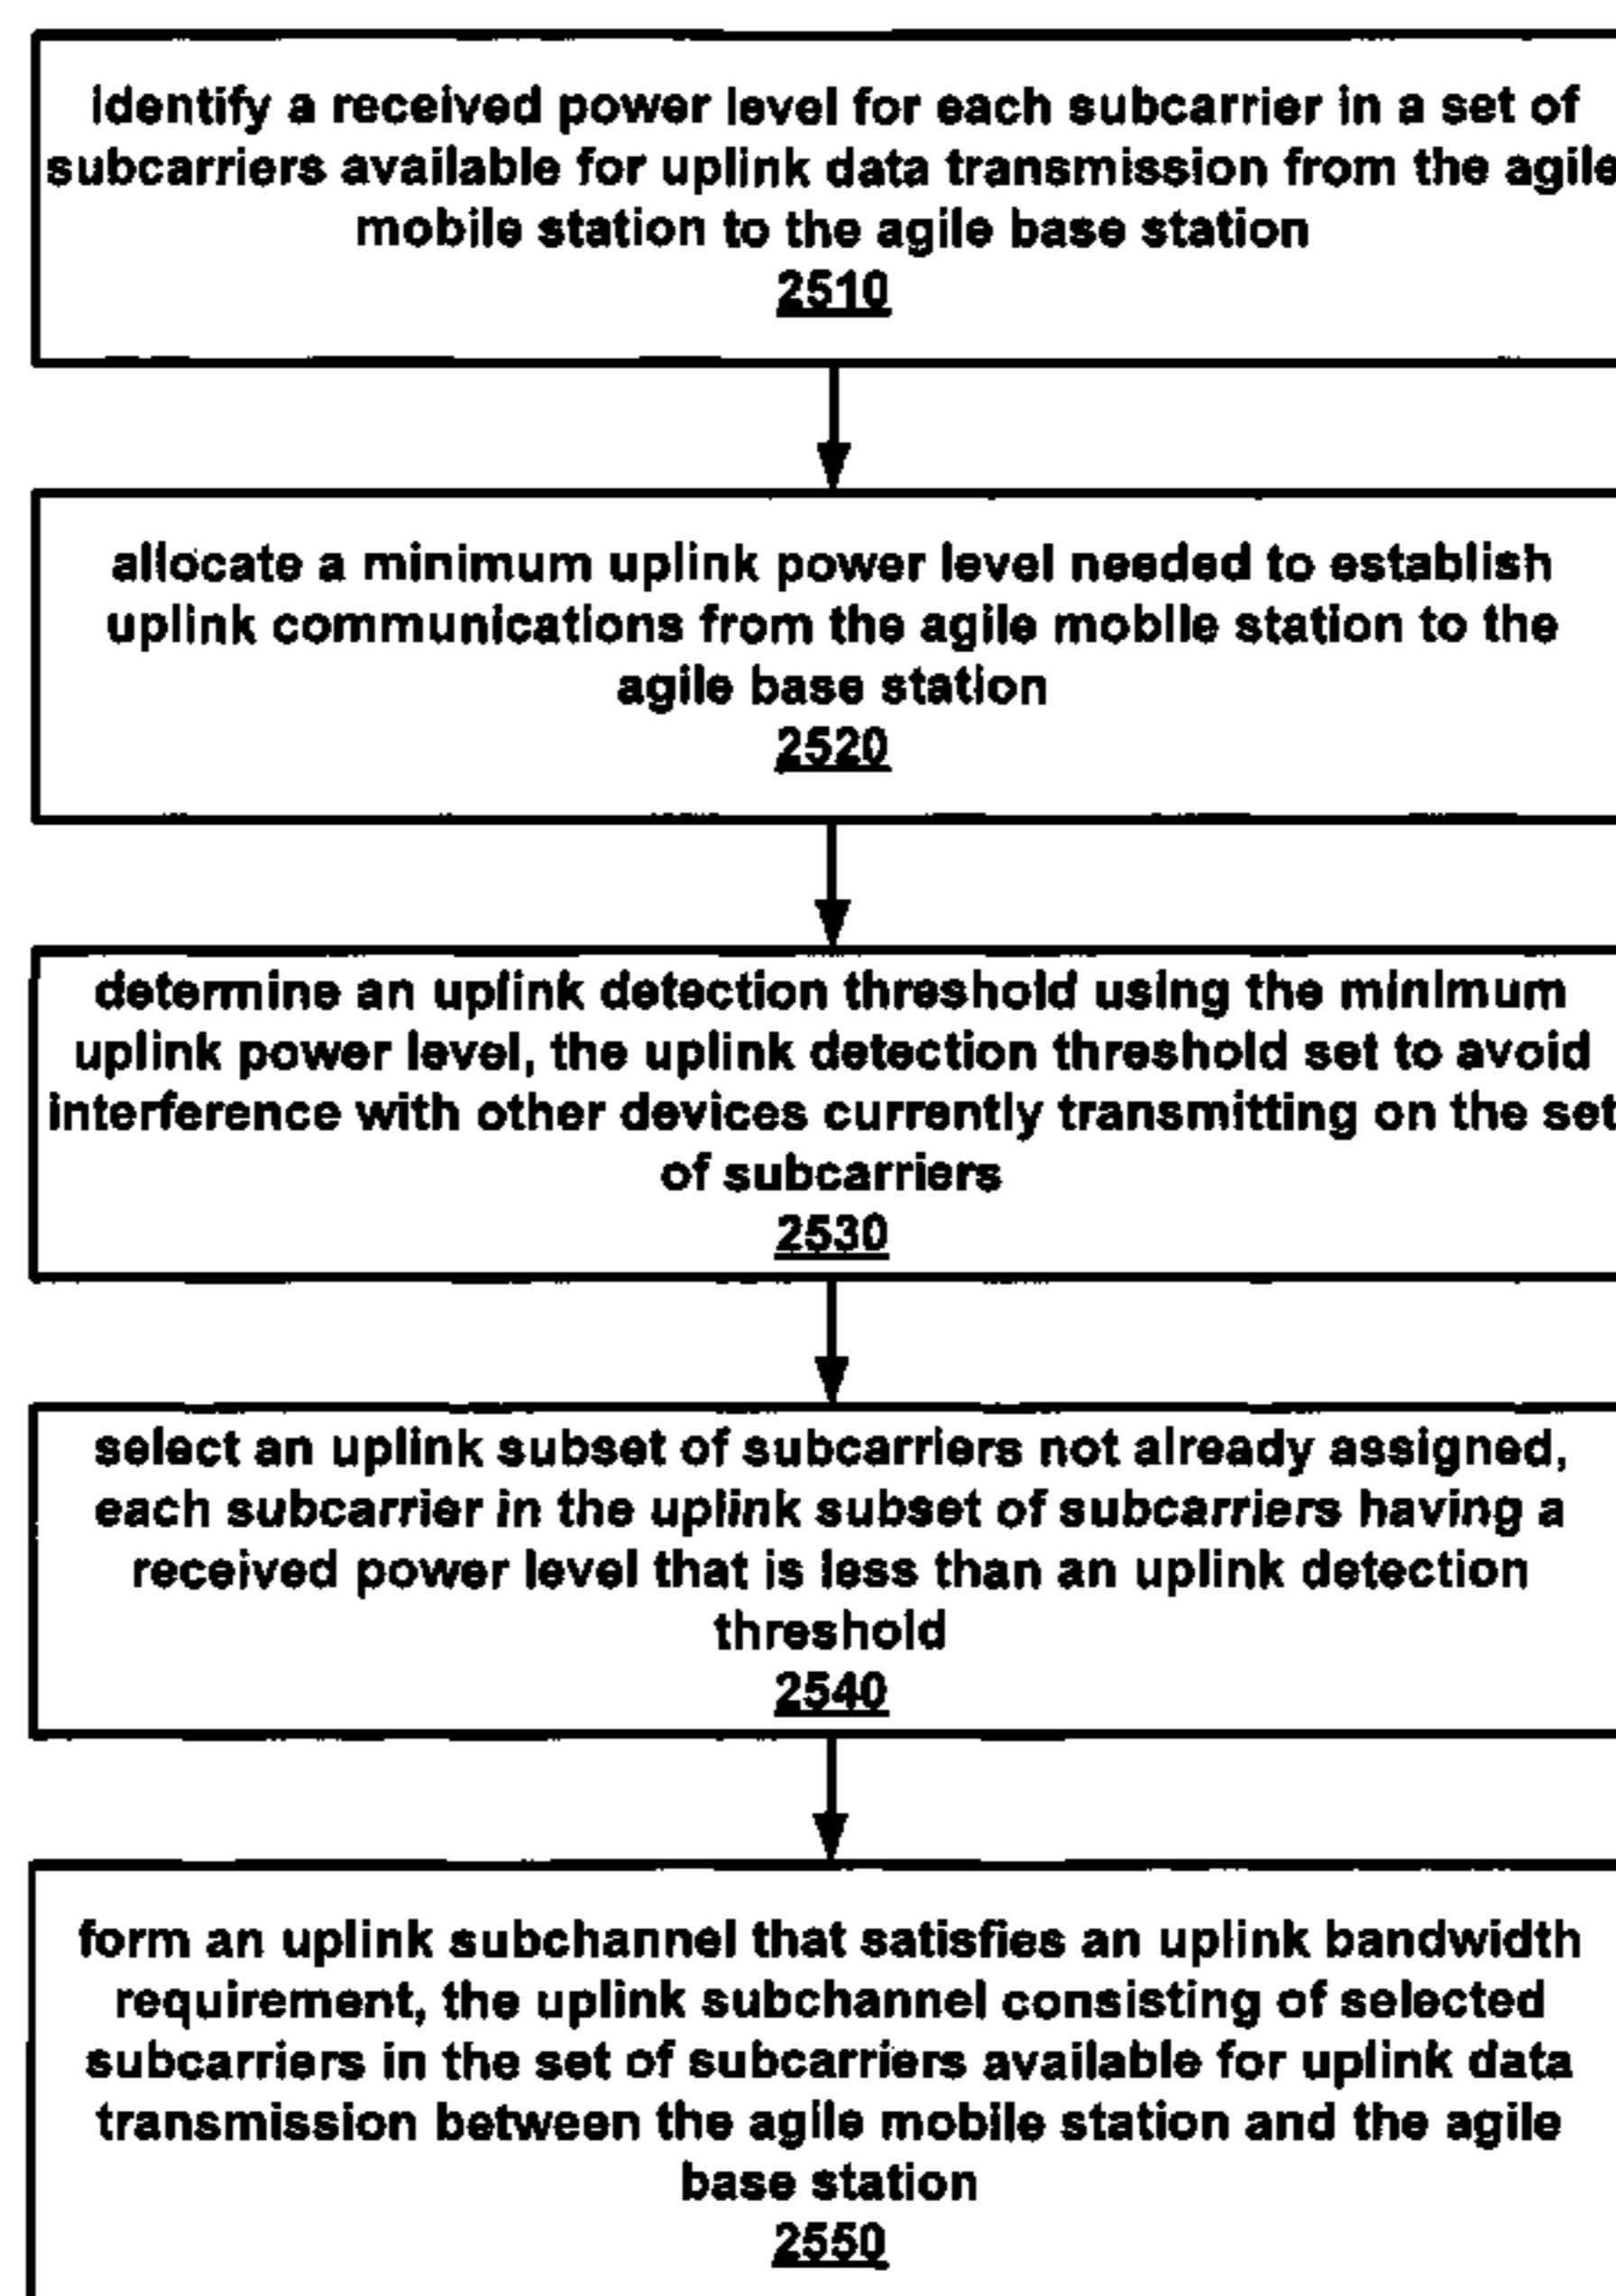 identify a received power level for each subcarrier in a set of
subcarriers available for uplink data transmission from the agile
mobile station to the agile base station
2510
allocate a minimum uplink power level needed to establish
uplink communications from the agile mobile station to the
agile base station
2520
determine an uplink detection threshold using the minimum
uplink power level, the uplink detection threshold set to avoid
interference with other devices currently transmitting on the set
of subcarriers
2530
select an uplink subset of subcarriers not already assigned,
each subcarrier in the uplink subset of subcarriers having a
received power level that is less than an uplink detection
threshold
2540
form an uplink subchannel that satisfies an uplink bandwidth
requirement, the uplink subchannel consisting of selected
subcarriers in the set of subcarriers available for uplink data
transmission between the agile mobile station and the agile
base station
2550